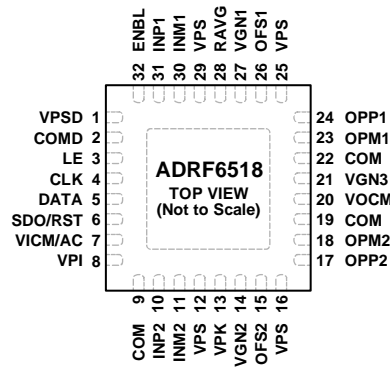 32 ENBL
31 INP1
30 INM1
29 VPS
28 RAVG
27 VGN1
26 OFS1
25 VPS
VPSD 1
COMD 2
LE 3
CLK 4
DATA 5
SDO/RST 6
VICM/AC 7
VPI 8
ADRF6518
TOP VIEW
(Not to Scale)
24 OPP1
23 OPM1
22 COM
21 VGN3
20 VOCM
19 COM
18 OPM2
17 OPP2
9 COM
10 INP2
11 INM2
12 VPS
13 VPK
14 VGN2
15 OFS2
16 VPS